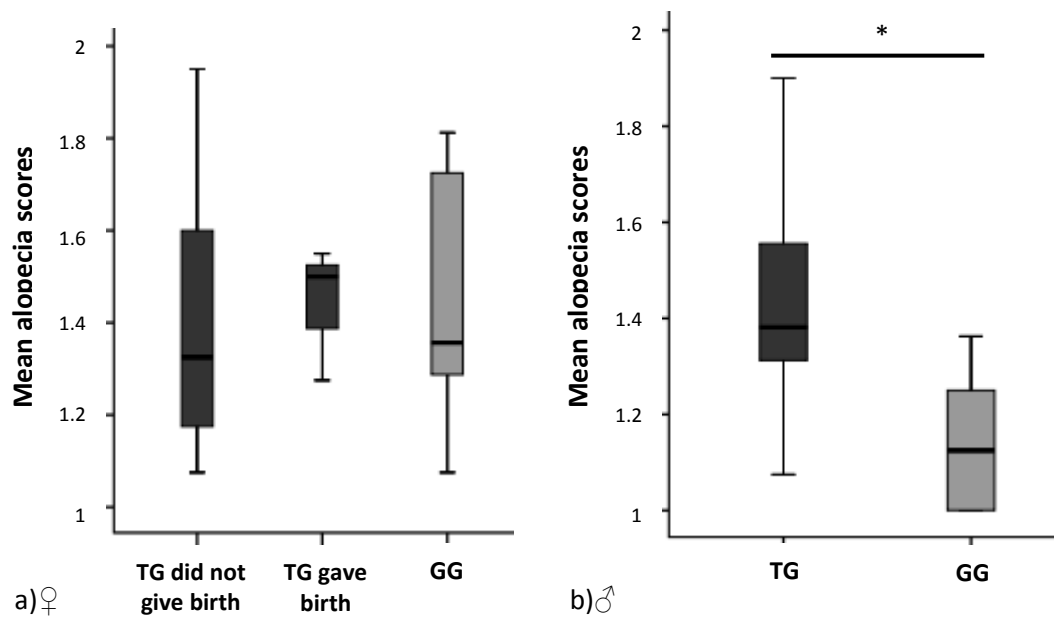 Mean alopecia scores
2
1.8
1.6
1.4
1.2
1
TG did not
give birth
TG gave
birth
GG
a)♀
Mean alopecia scores
2
1.8
1.6
1.4
1.2
1
*
TG
GG
b)♂